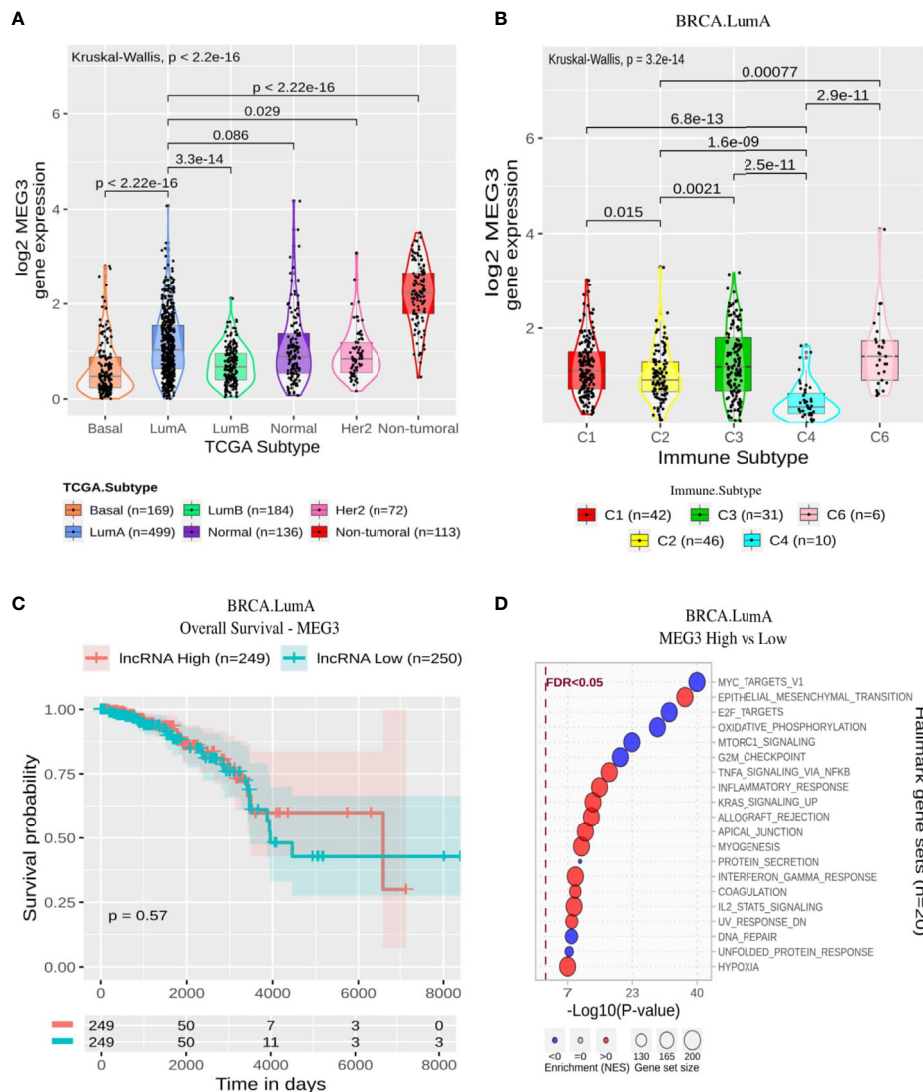 A
Kruskal-Wallis, p < 2.2e-16
p < 2.22e-16
0.029
0.086
3.3e-14
p < 2.22e-16
log2 MEG3
gene expression
6
4
2
0
Basal LumA LumB Normal Her2 Non-tumoral
TCGA Subtype
TCGA.Subtype
Basal (n=169) LumB (n=184) Her2 (n=72)
LumA (n=499) Normal (n=136) Non-tumoral (n=113)
B
BRCA.LumA
Kruskal-Wallis, p = 3.2e-14
0.00077
2.9e-11
6.8e-13
1.6e-09
2.5e-11
0.0021
0.015
log2 MEG3
gene expression
6
4
2
C1 C2 C3 C4 C6
Immune Subtype
Immune.Subtype
C1 (n=42) C3 (n=31) C6 (n=6)
C2 (n=46) C4 (n=10)
C
BRCA.LumA
Overall Survival - MEG3
lncRNA High (n=249) lncRNA Low (n=250)
Survival probability
1.00
0.75
0.50
0.25
0.00
p = 0.57
0 2000 4000 6000 8000
249 50 7 3 0
249 50 11 3 3
0 2000 4000 6000 8000
Time in days
D
BRCA.LumA
MEG3 High vs Low
FDR<0.05
MYC_TARGETS_V1
EPITHELIAL_MESENCHYMAL_TRANSITION
E2F_TARGETS
OXIDATIVE_PHOSPHORYLATION
MTORC1_SIGNALING
G2M_CHECKPOINT
TNFA_SIGNALING_VIA_NFKB
INFLAMMATORY_RESPONSE
KRAS_SIGNALING_UP
ALLOGRAFT_REJECTION
APICAL_JUNCTION
MYOGENESIS
PROTEIN_SECRETION
INTERFERON_GAMMA_RESPONSE
COAGULATION
IL2_STAT5_SIGNALING
UV_RESPONSE_DN
DNA_REPAIR
UNFOLDED_PROTEIN_RESPONSE
HYPOXIA
Hallmark gene sets (n=20)
7 23 40
-Log10(P-value)
<0 =0 >0 130 165 200
Enrichment (NES) Gene set size